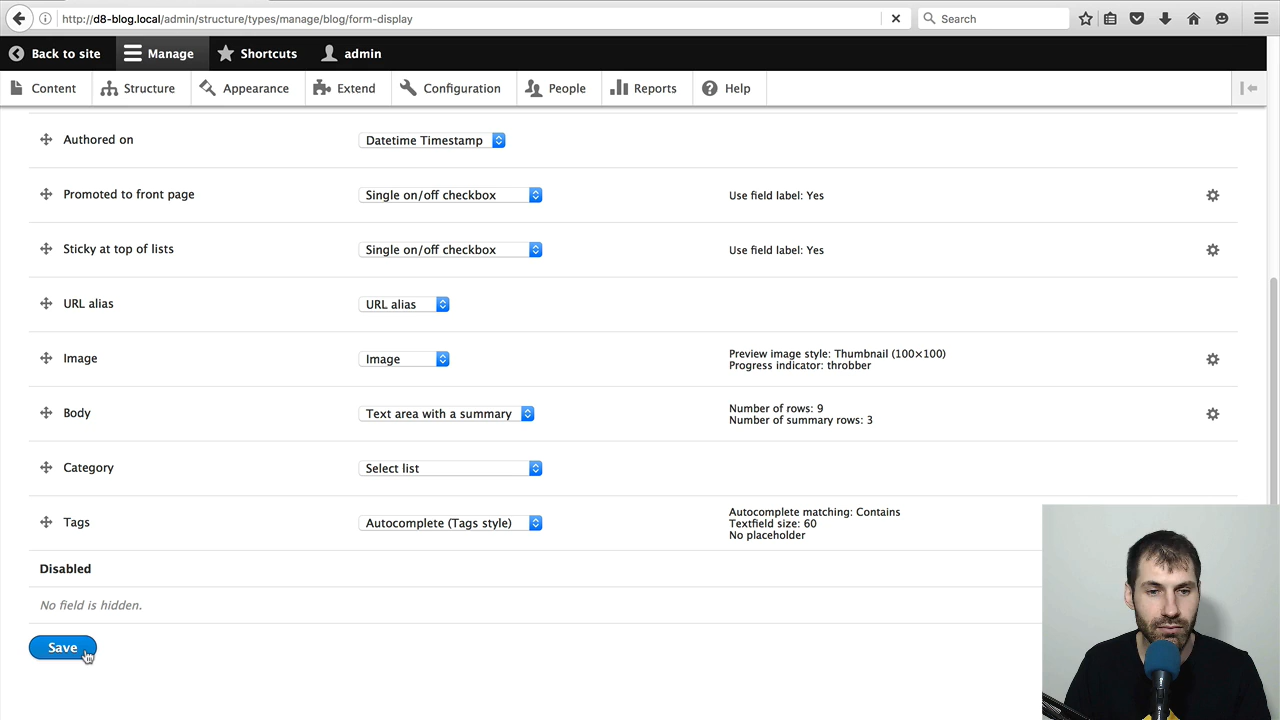 http://d8-blog.local/admin/structure/types/manage/blog/form-display
Search
Back to site
Manage
Shortcuts
admin
Content
Structure
Appearance
Extend
Configuration
People
Reports
Help
Authored on
Datetime Timestamp
Promoted to front page
Single on/off checkbox
Use field label: Yes
Sticky at top of lists
Single on/off checkbox
Use field label: Yes
URL alias
URL alias
Image
Image
Preview image style: Thumbnail (100×100)
Progress indicator: throbber
Body
Text area with a summary
Number of rows: 9
Number of summary rows: 3
Category
Select list
Tags
Autocomplete (Tags style)
Autocomplete matching: Contains
Textfield size: 60
No placeholder
Disabled
No field is hidden.
Save